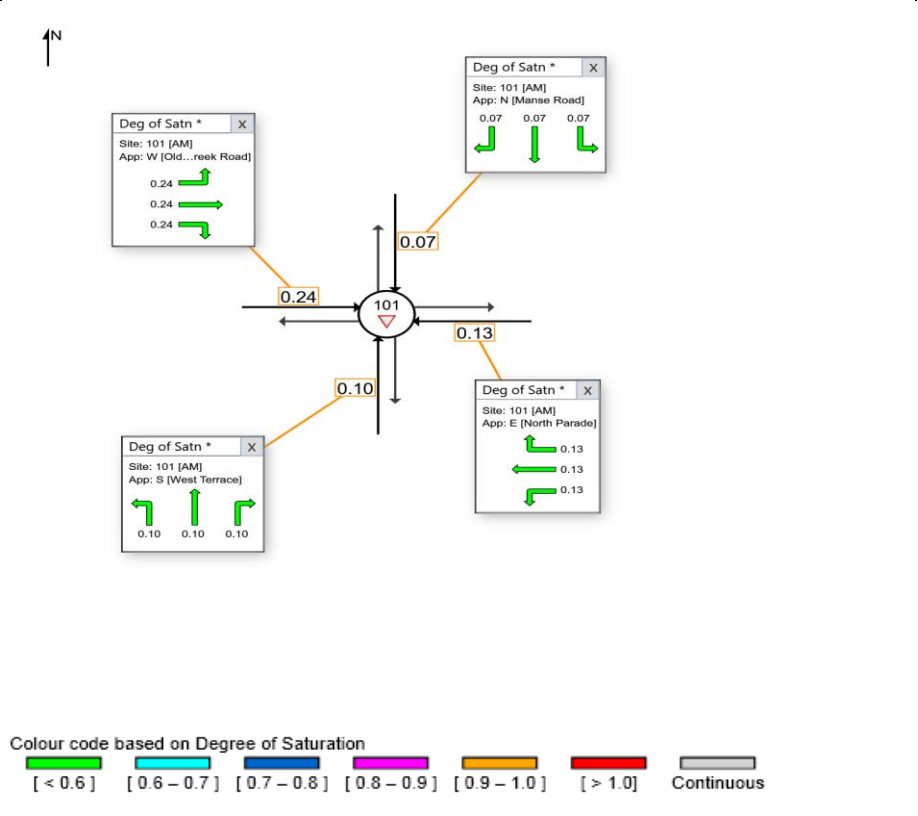 N
Deg of Satn * X
Site: 101 [AM]
App: N [Manse Road]
0.07 0.07 0.07
Deg of Satn * X
Site: 101 [AM]
App: W [Old...reek Road]
0.24
0.24
0.24
0.07
0.24
101
0.13
0.10
Deg of Satn * X
Site: 101 [AM]
App: E [North Parade]
0.13
0.13
0.13
Deg of Satn * X
Site: 101 [AM]
App: S [West Terrace]
0.10 0.10 0.10
Colour code based on Degree of Saturation
[ < 0.6 ] [ 0.6 – 0.7 ] [ 0.7 – 0.8 ] [ 0.8 – 0.9 ] [ 0.9 – 1.0 ] [ > 1.0] Continuous